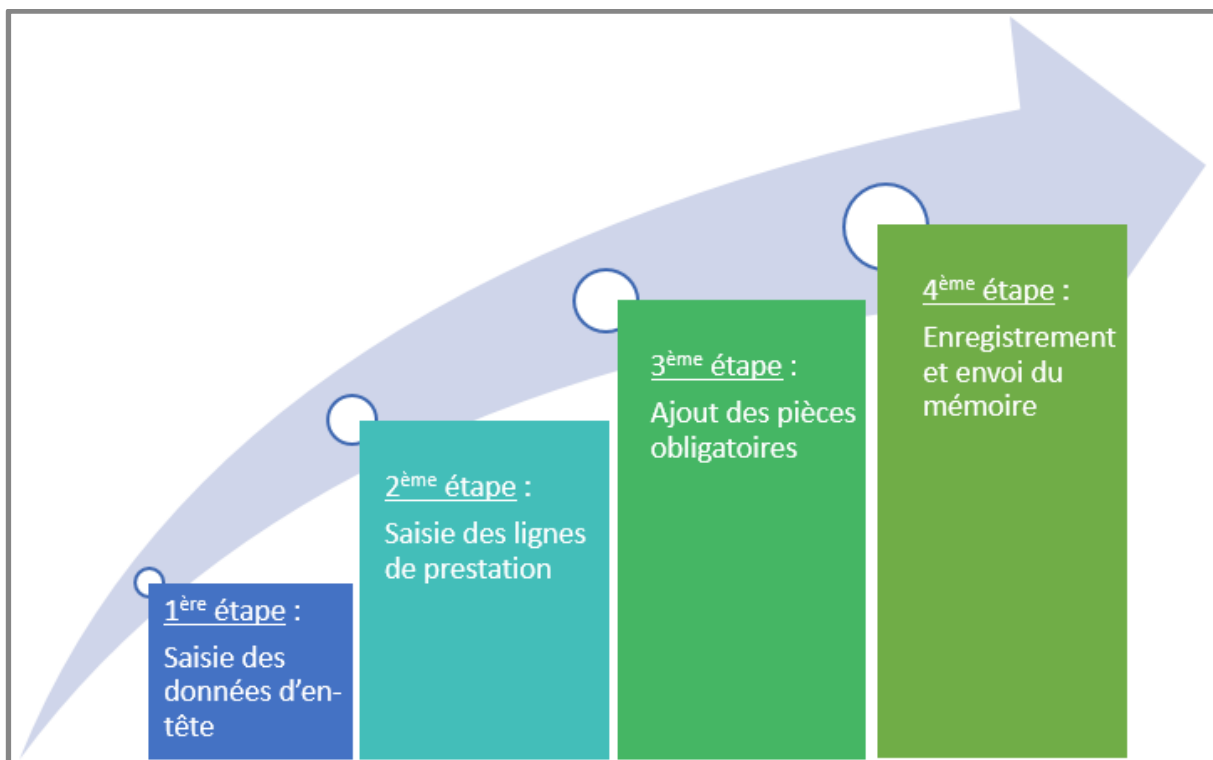 1ère étape :
Saisie des
données d'en-
tête
2ème étape :
Saisie des lignes
de prestation
3ème étape :
Ajout des pièces
obligatoires
4ème étape :
Enregistrement
et envoi du
mémoire